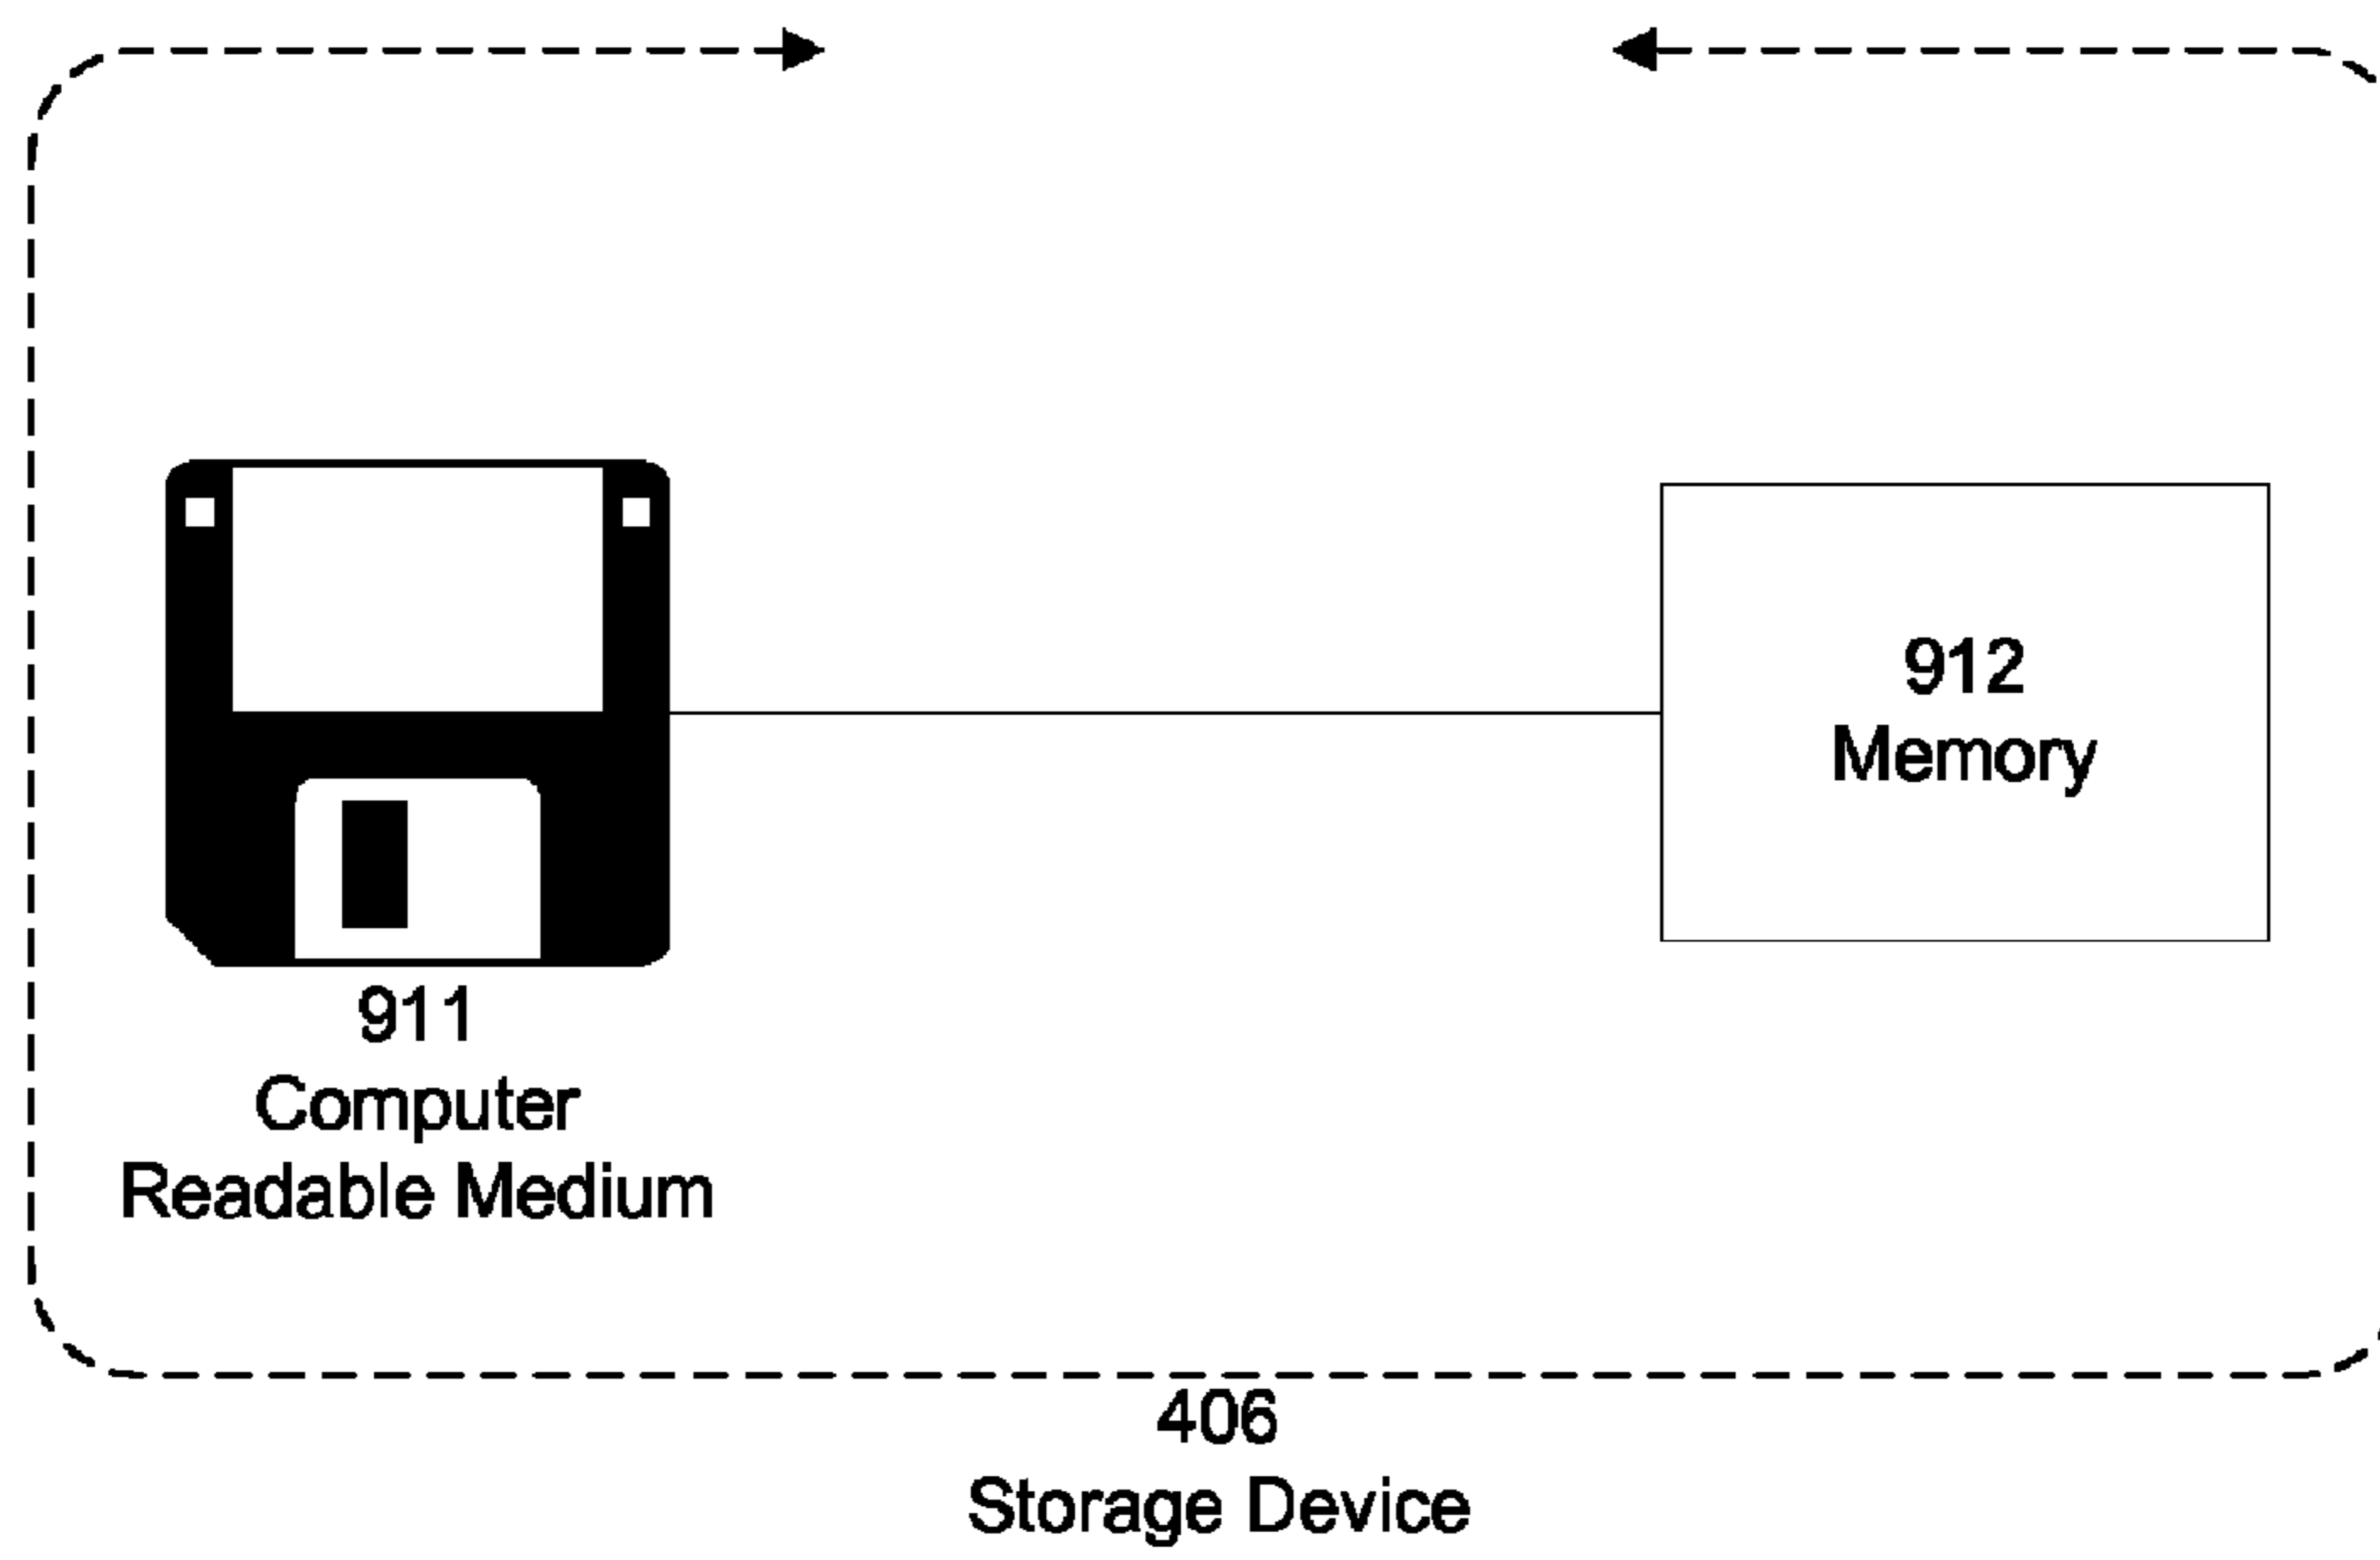 912
Memory
911
Computer
Readable Medium
406
Storage Device